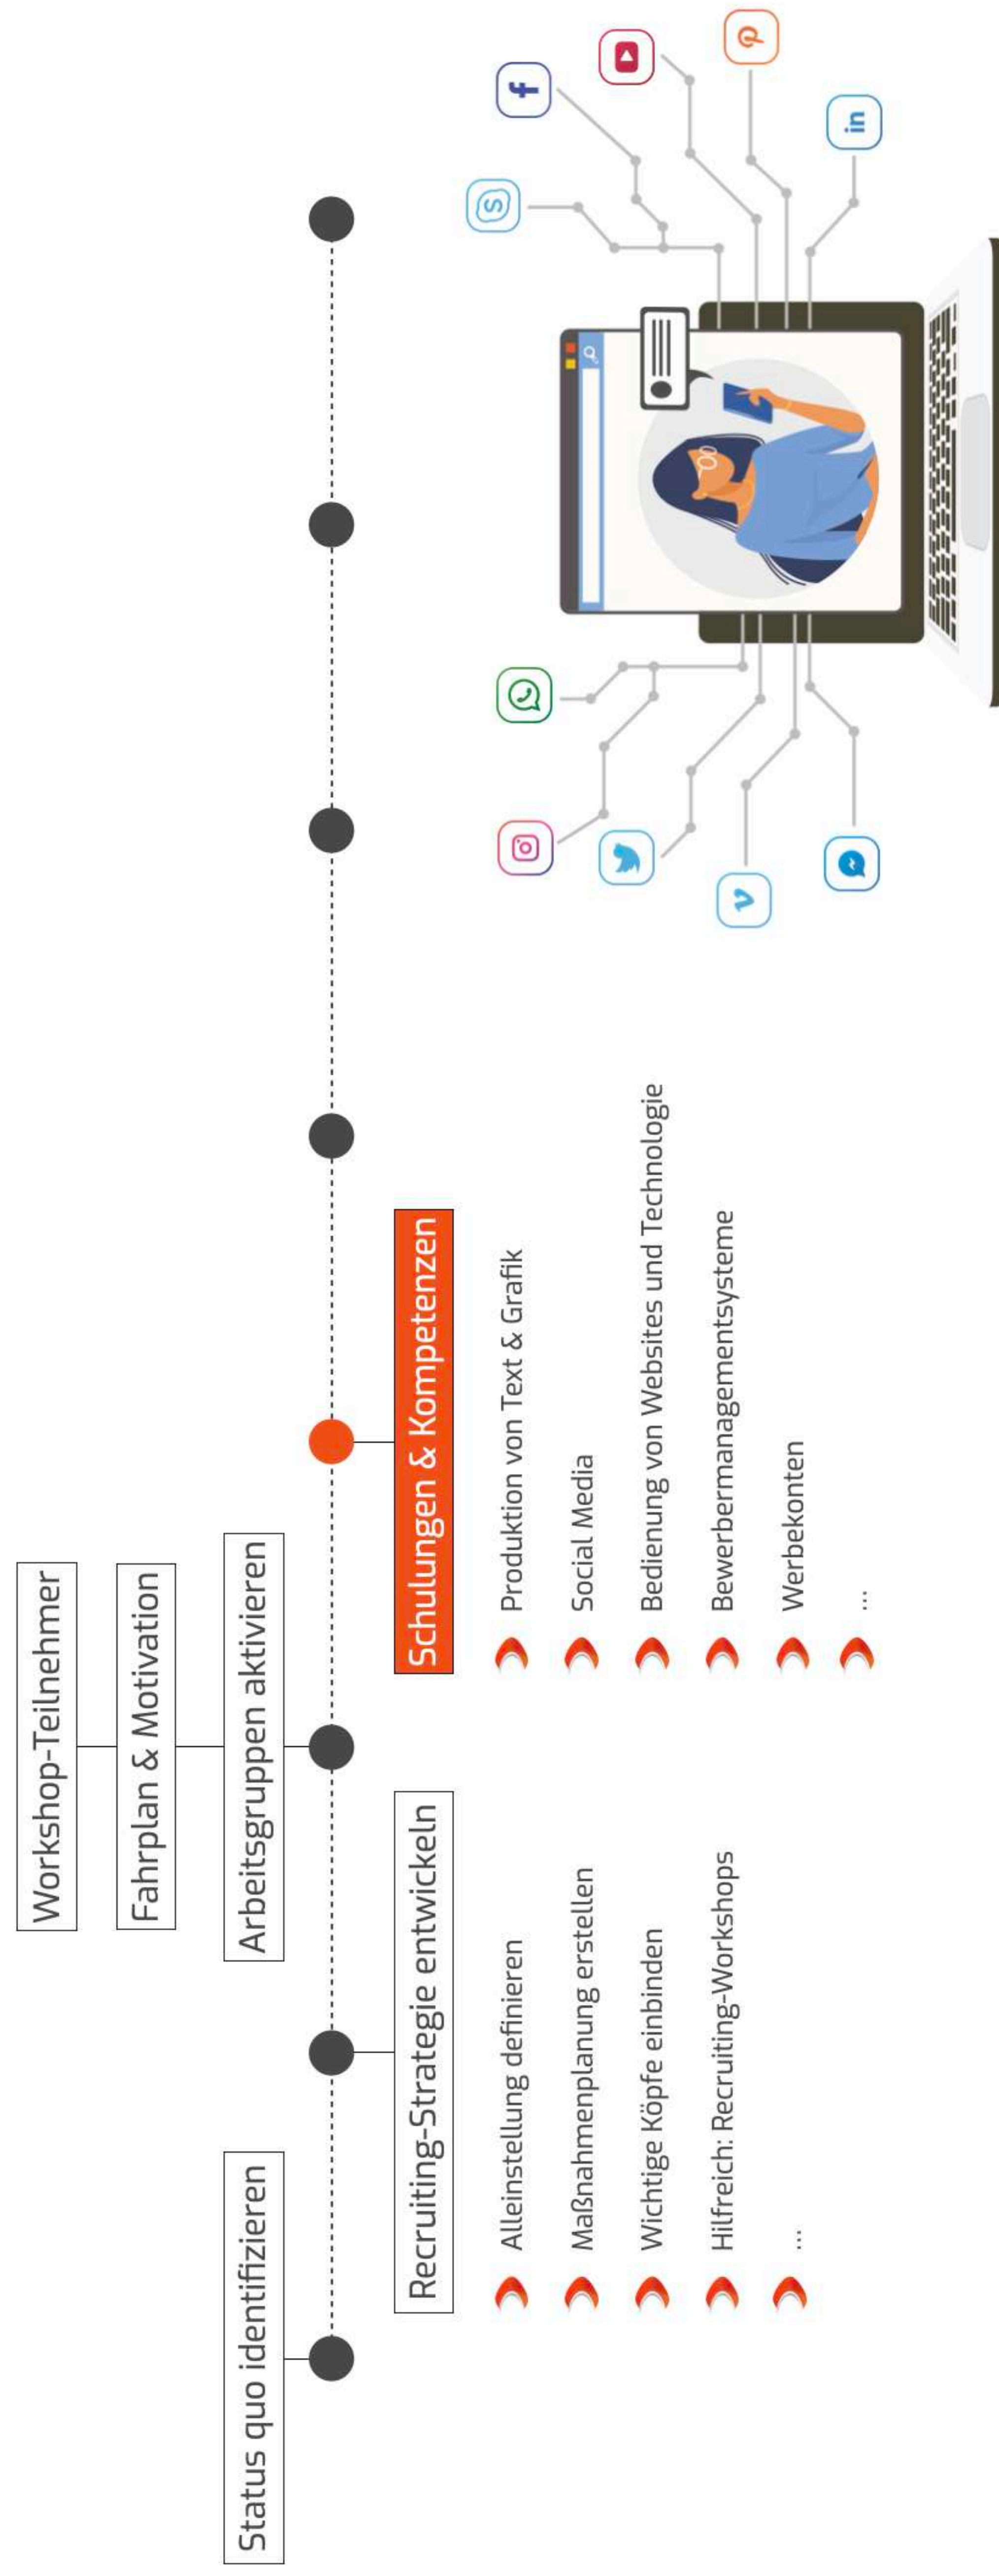 Workshop-Teilnehmer
Fahrplan & Motivation
Status quo identifizieren
Arbeitsgruppen aktivieren
Recruiting-Strategie entwickeln
Alleinstellung definieren
Maßnahmenplanung erstellen
Wichtige Köpfe einbinden
Hilfreich: Recruiting-Workshops
...
Schulungen & Kompetenzen
Produktion von Text & Grafik
Social Media
Bedienung von Websites und Technologie
Bewerbermanagementsysteme
Werbekonten
...